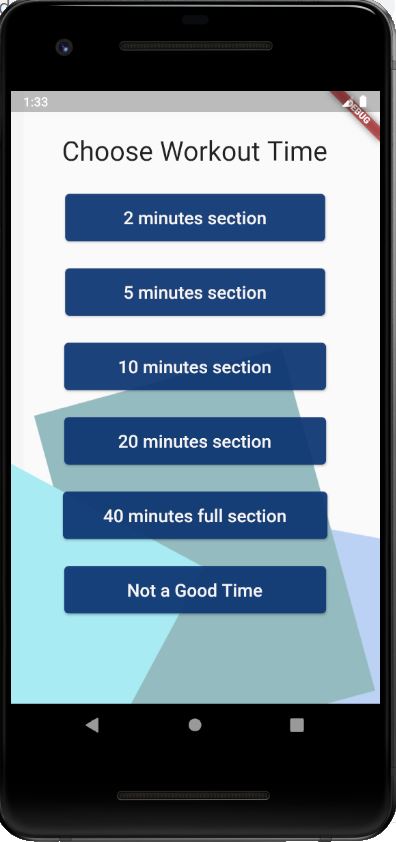 1:33
DEBUG
Choose Workout Time
2 minutes section
5 minutes section
10 minutes section
20 minutes section
40 minutes full section
Not a Good Time